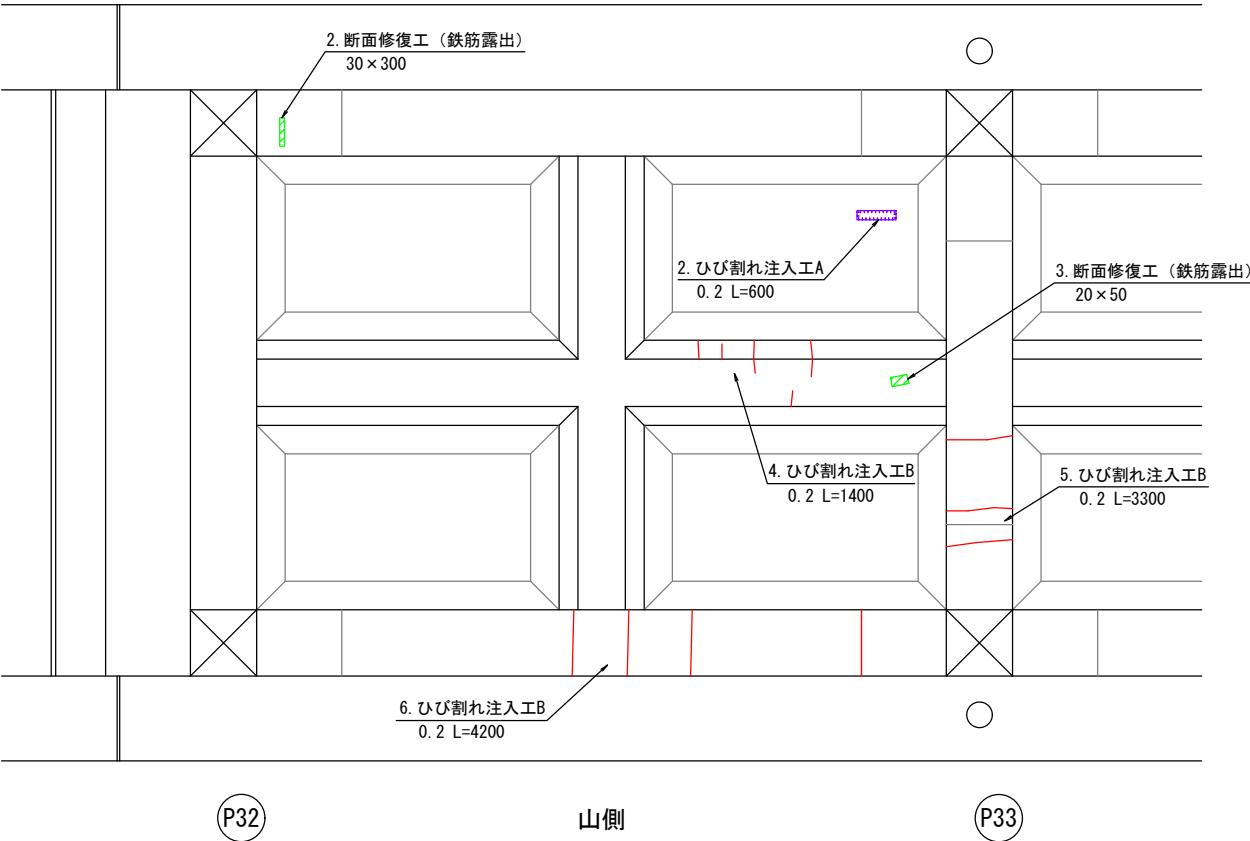 2.断面修復工（鉄筋露出）
30×300
2.ひび割れ注入工A
0.2 L=600
3.断面修復工（鉄筋露出）
20×50
4.ひび割れ注入工B
0.2 L=1400
5.ひび割れ注入工B
0.2 L=3300
6.ひび割れ注入工B
0.2 L=4200
P32
山側
P33